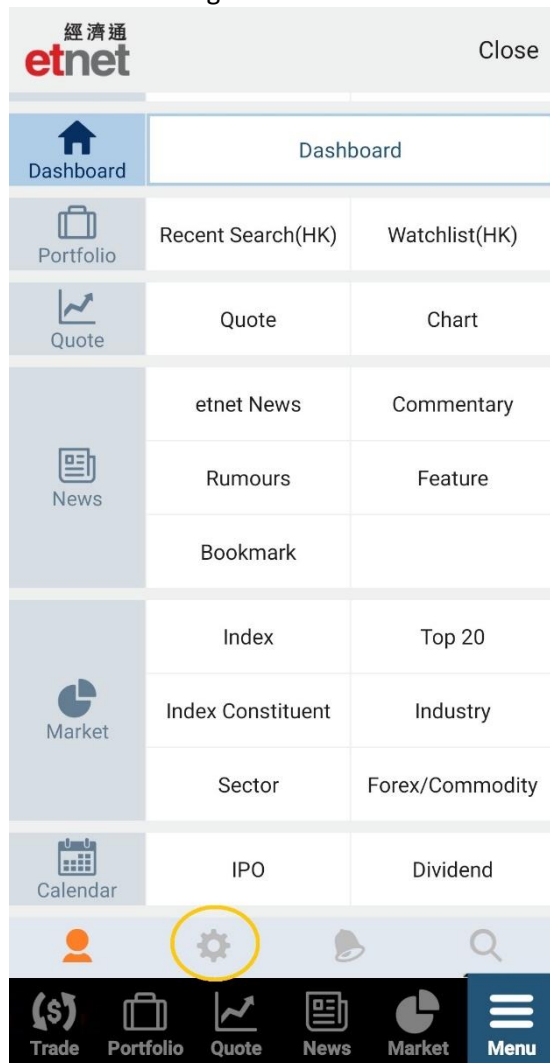 經濟通
etnet
Close
Dashboard
Dashboard
Portfolio
Recent Search(HK)
Watchlist(HK)
Quote
Quote
Chart
News
etnet News
Commentary
Rumours
Feature
Bookmark
Market
Index
Top 20
Index Constituent
Industry
Sector
Forex/Commodity
Calendar
IPO
Dividend
Trade
Portfolio
Quote
News
Market
Menu